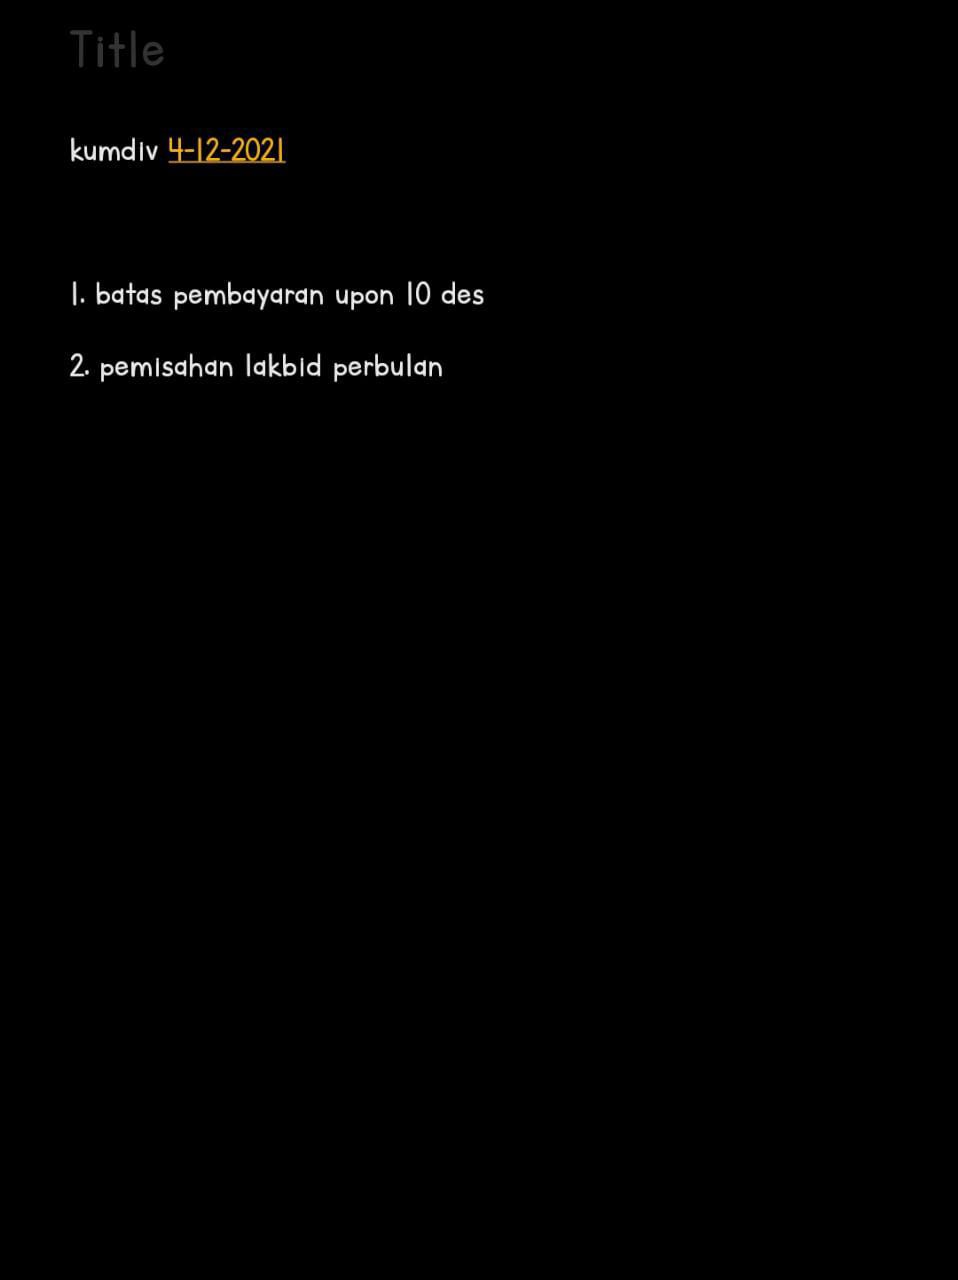 Title
kumdiv 4-12-2021
1. batas pembayaran upon 10 des
2. pemisahan lakbid perbulan